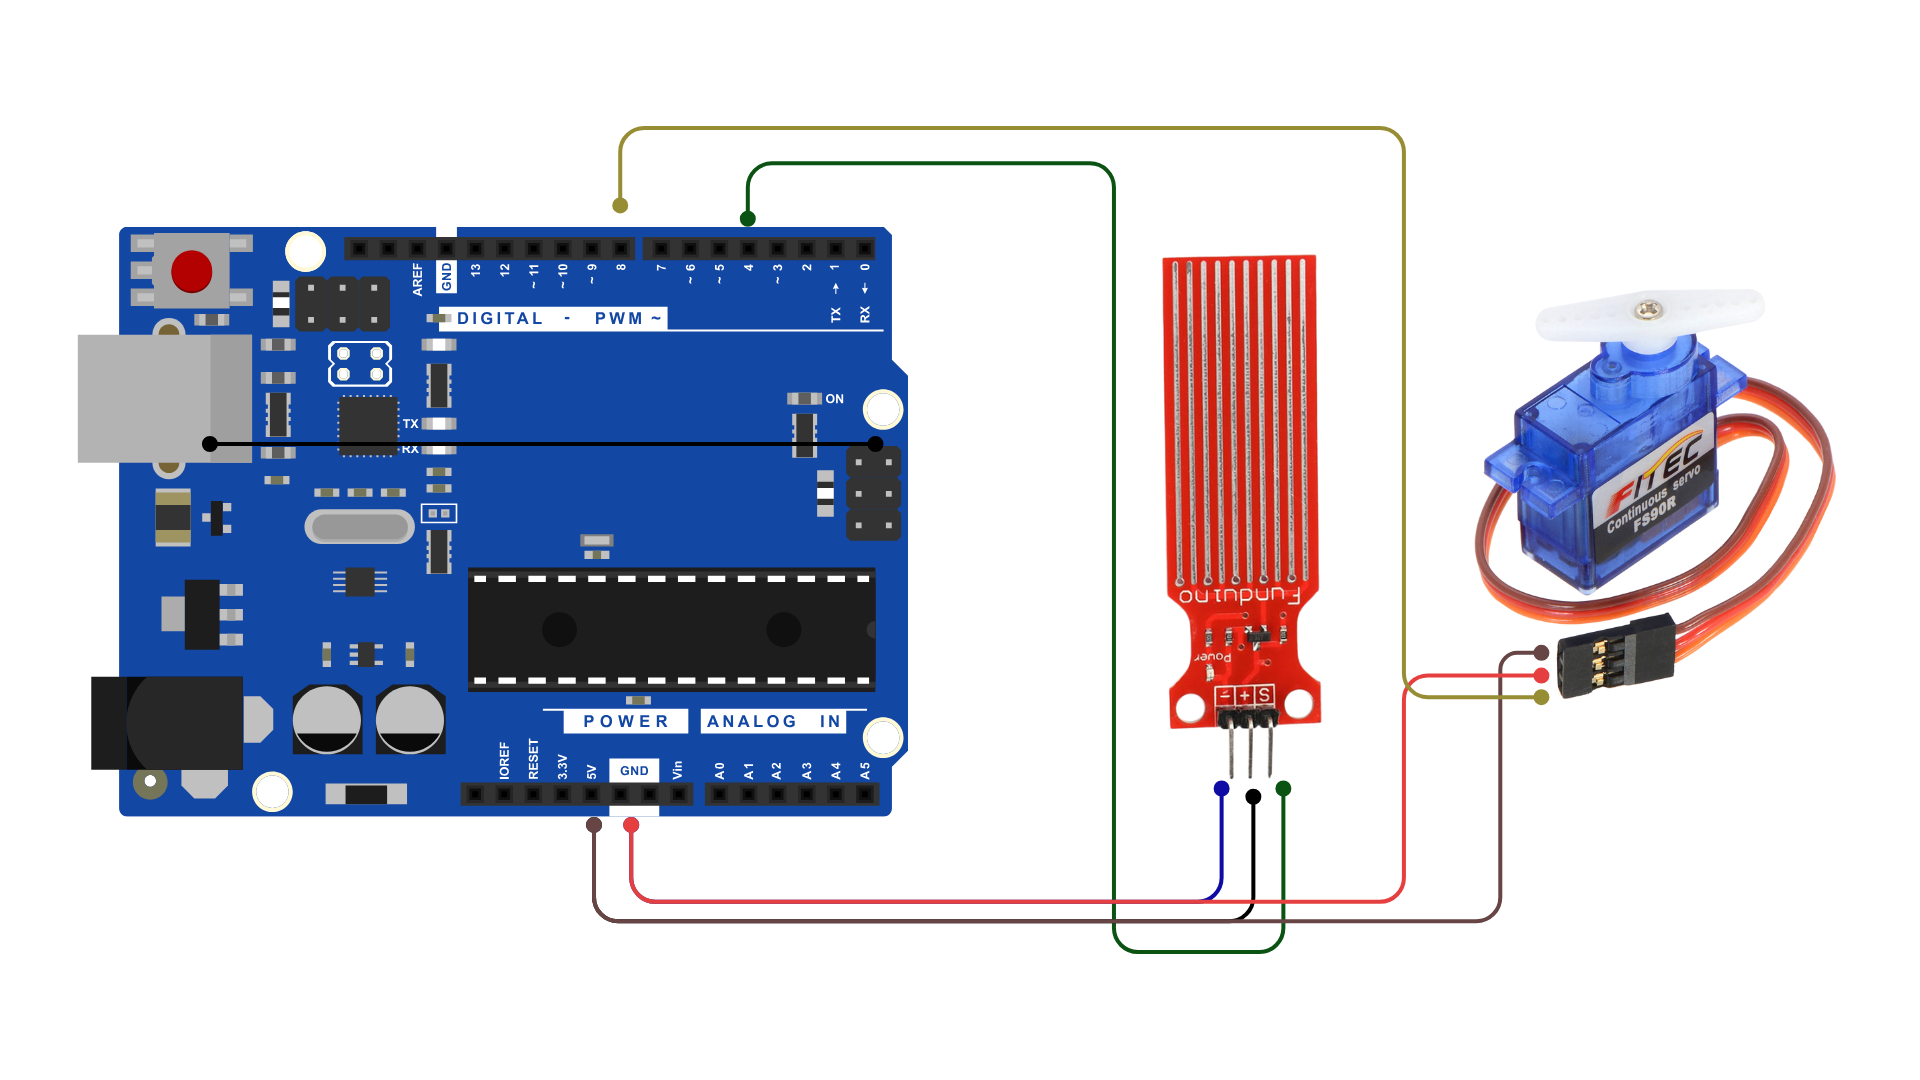 AREF
GND
13
12
~ 11
~ 10
~ 9
8
7
~ 6
~ 5
4
~ 3
2
TX → 1
RX ← 0
DIGITAL - PWM ~
ON
TX
RX
POWER
ANALOG IN
IOREF
RESET
3.3V
5V
GND
Vin
A0
A1
A2
A3
A4
A5
Funduino
Power
- + S
FITEC
Continuous servo
FS90R